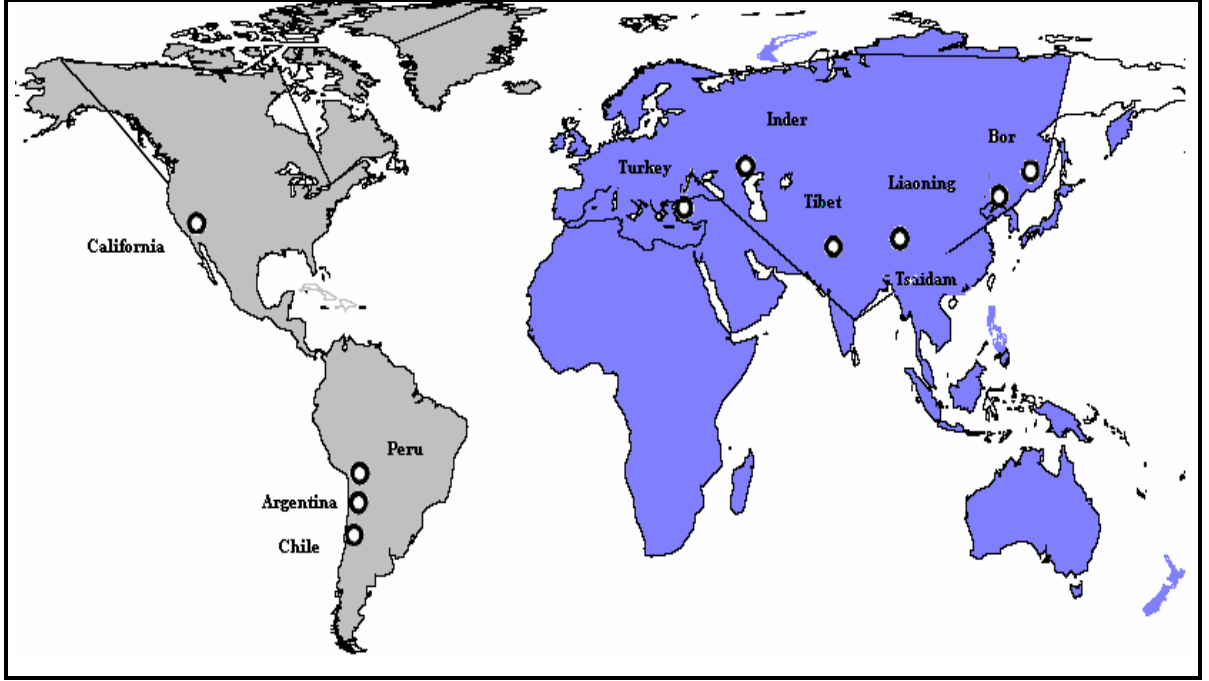 Inder
Bor
Turkey
Liaoning
Tibet
California
Tsaidam
Peru
Argentina
Chile